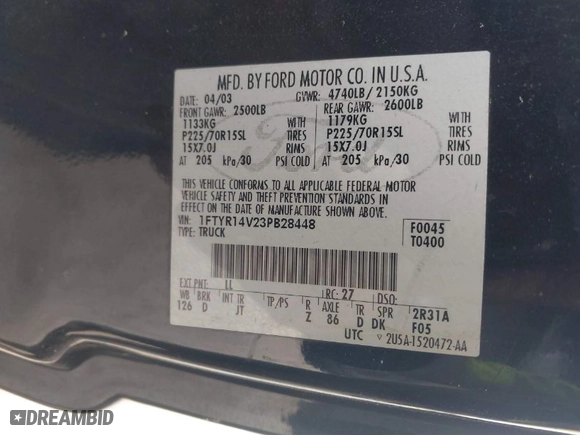 MFD. BY FORD MOTOR CO. IN U.S.A.
DATE: 04/03 GVWR: 4740LB/ 2150KG
FRONT GAWR: 2500LB REAR GAWR: 2600LB
1133KG WITH 1179KG WITH
P225/70R15SL TIRES P225/70R15SL TIRES
15X7.0J RIMS 15X7.0J RIMS
AT 205 kPa/30 PSI COLD AT 205 kPa/30 PSI COLD
THIS VEHICLE CONFORMS TO ALL APPLICABLE FEDERAL MOTOR
VEHICLE SAFETY AND THEFT PREVENTION STANDARDS IN
EFFECT ON THE DATE OF MANUFACTURE SHOWN ABOVE.
VIN: 1FTYR14V23PB28448 F0045
TYPE: TRUCK T0400
Ford
EXT PNT: LL RC: 27 DSO:
WB BRK INT TR TP/PS R AXLE TR SPR 2R31A
126 D JT Z 86 D DK F05
UTC 2U5A-1520472-AA
DREAMBID